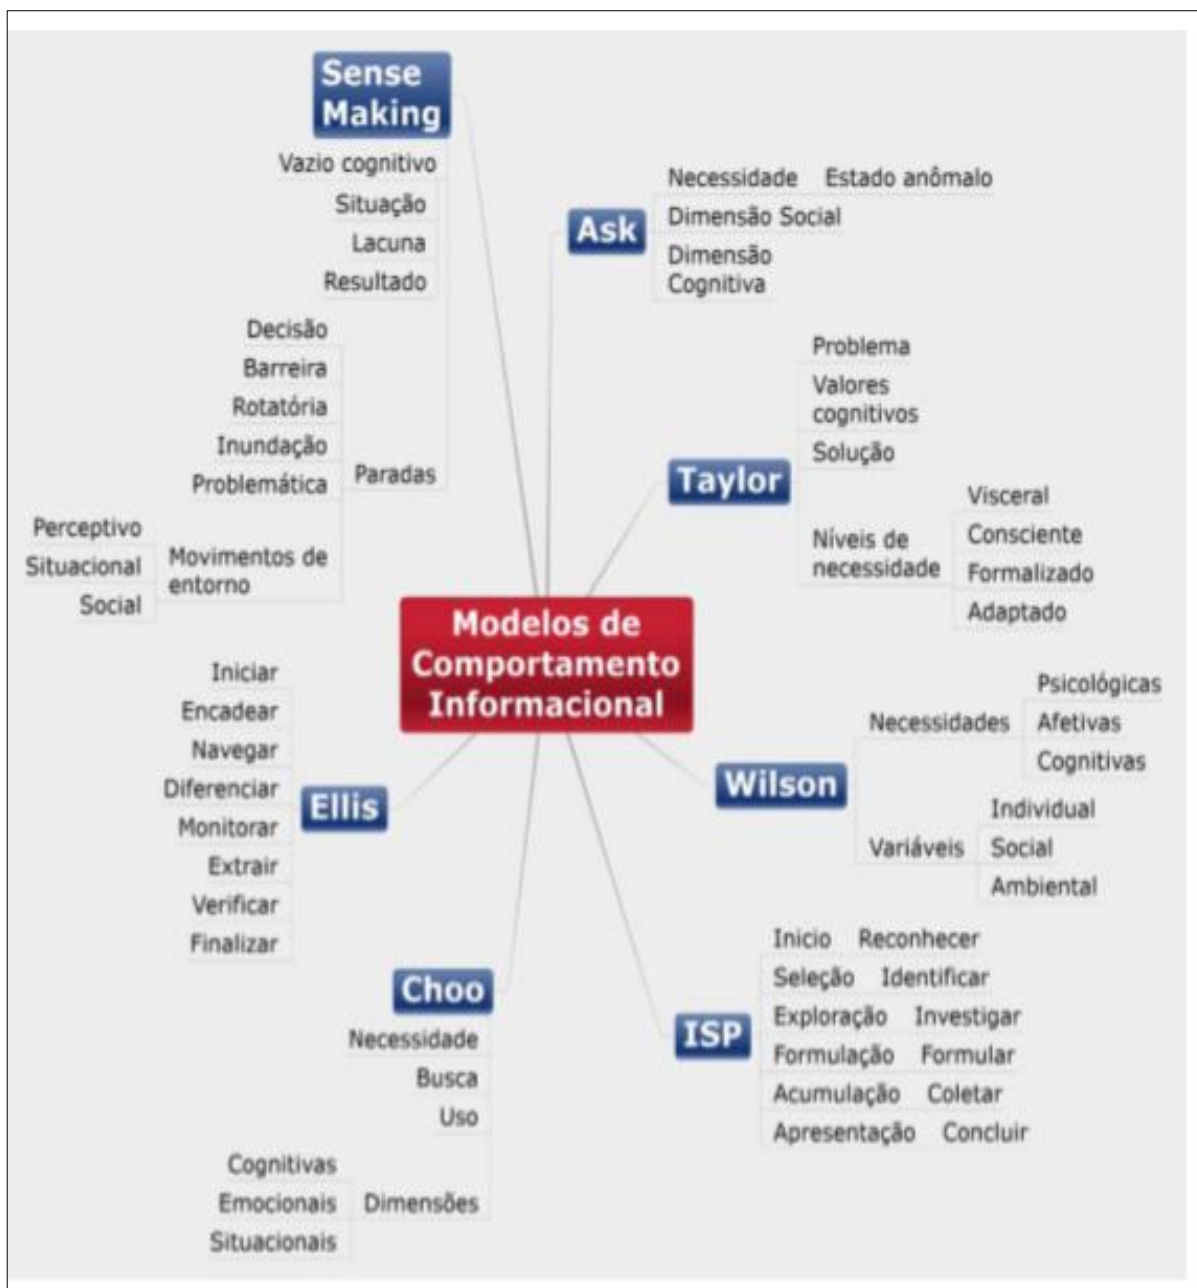 Sense
Making
Vazio cognitivo
Situação
Lacuna
Resultado
Decisão
Barreira
Rotatória
Inundação
Problemática
Paradas
Perceptivo
Situacional
Social
Movimentos de
entorno
Ask
Necessidade Estado anômalo
Dimensão Social
Dimensão
Cognitiva
Taylor
Problema
Valores
cognitivos
Solução
Níveis de
necessidade
Visceral
Consciente
Formalizado
Adaptado
Modelos de
Comportamento
Informacional
Iniciar
Encadear
Navegar
Diferenciar
Monitorar
Extrair
Verificar
Finalizar
Ellis
Wilson
Necessidades
Psicológicas
Afetivas
Cognitivas
Variáveis
Individual
Social
Ambiental
Choo
Necessidade
Busca
Uso
Dimensões
Cognitivas
Emocionais
Situacionais
ISP
Inicio Reconhecer
Seleção Identificar
Exploração Investigar
Formulação Formular
Acumulação Coletar
Apresentação Concluir